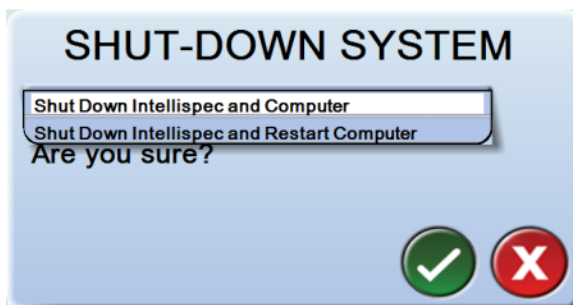 SHUT-DOWN SYSTEM
Shut Down Intellispec and Computer
Shut Down Intellispec and Restart Computer
Are you sure?